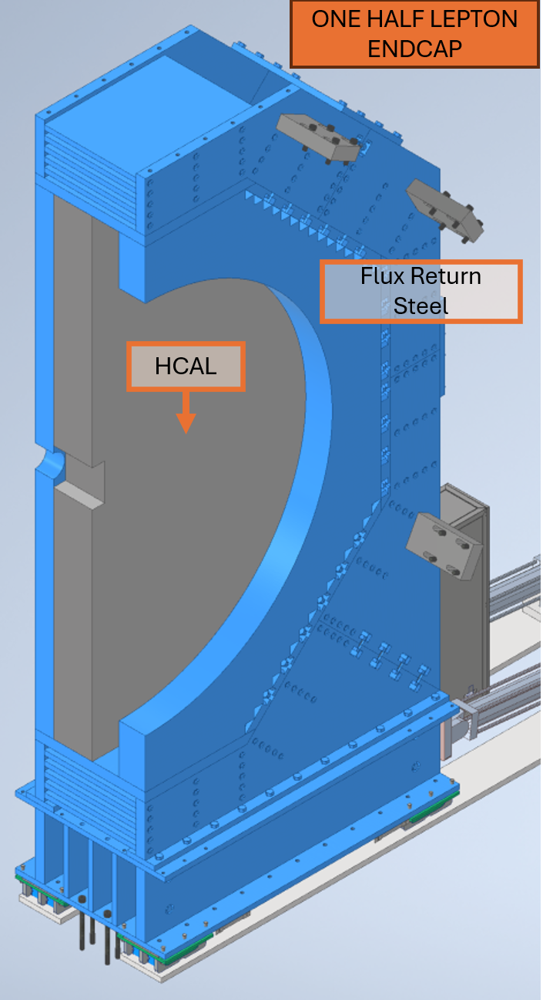 ONE HALF LEPTON
ENDCAP
Flux Return
Steel
HCAL